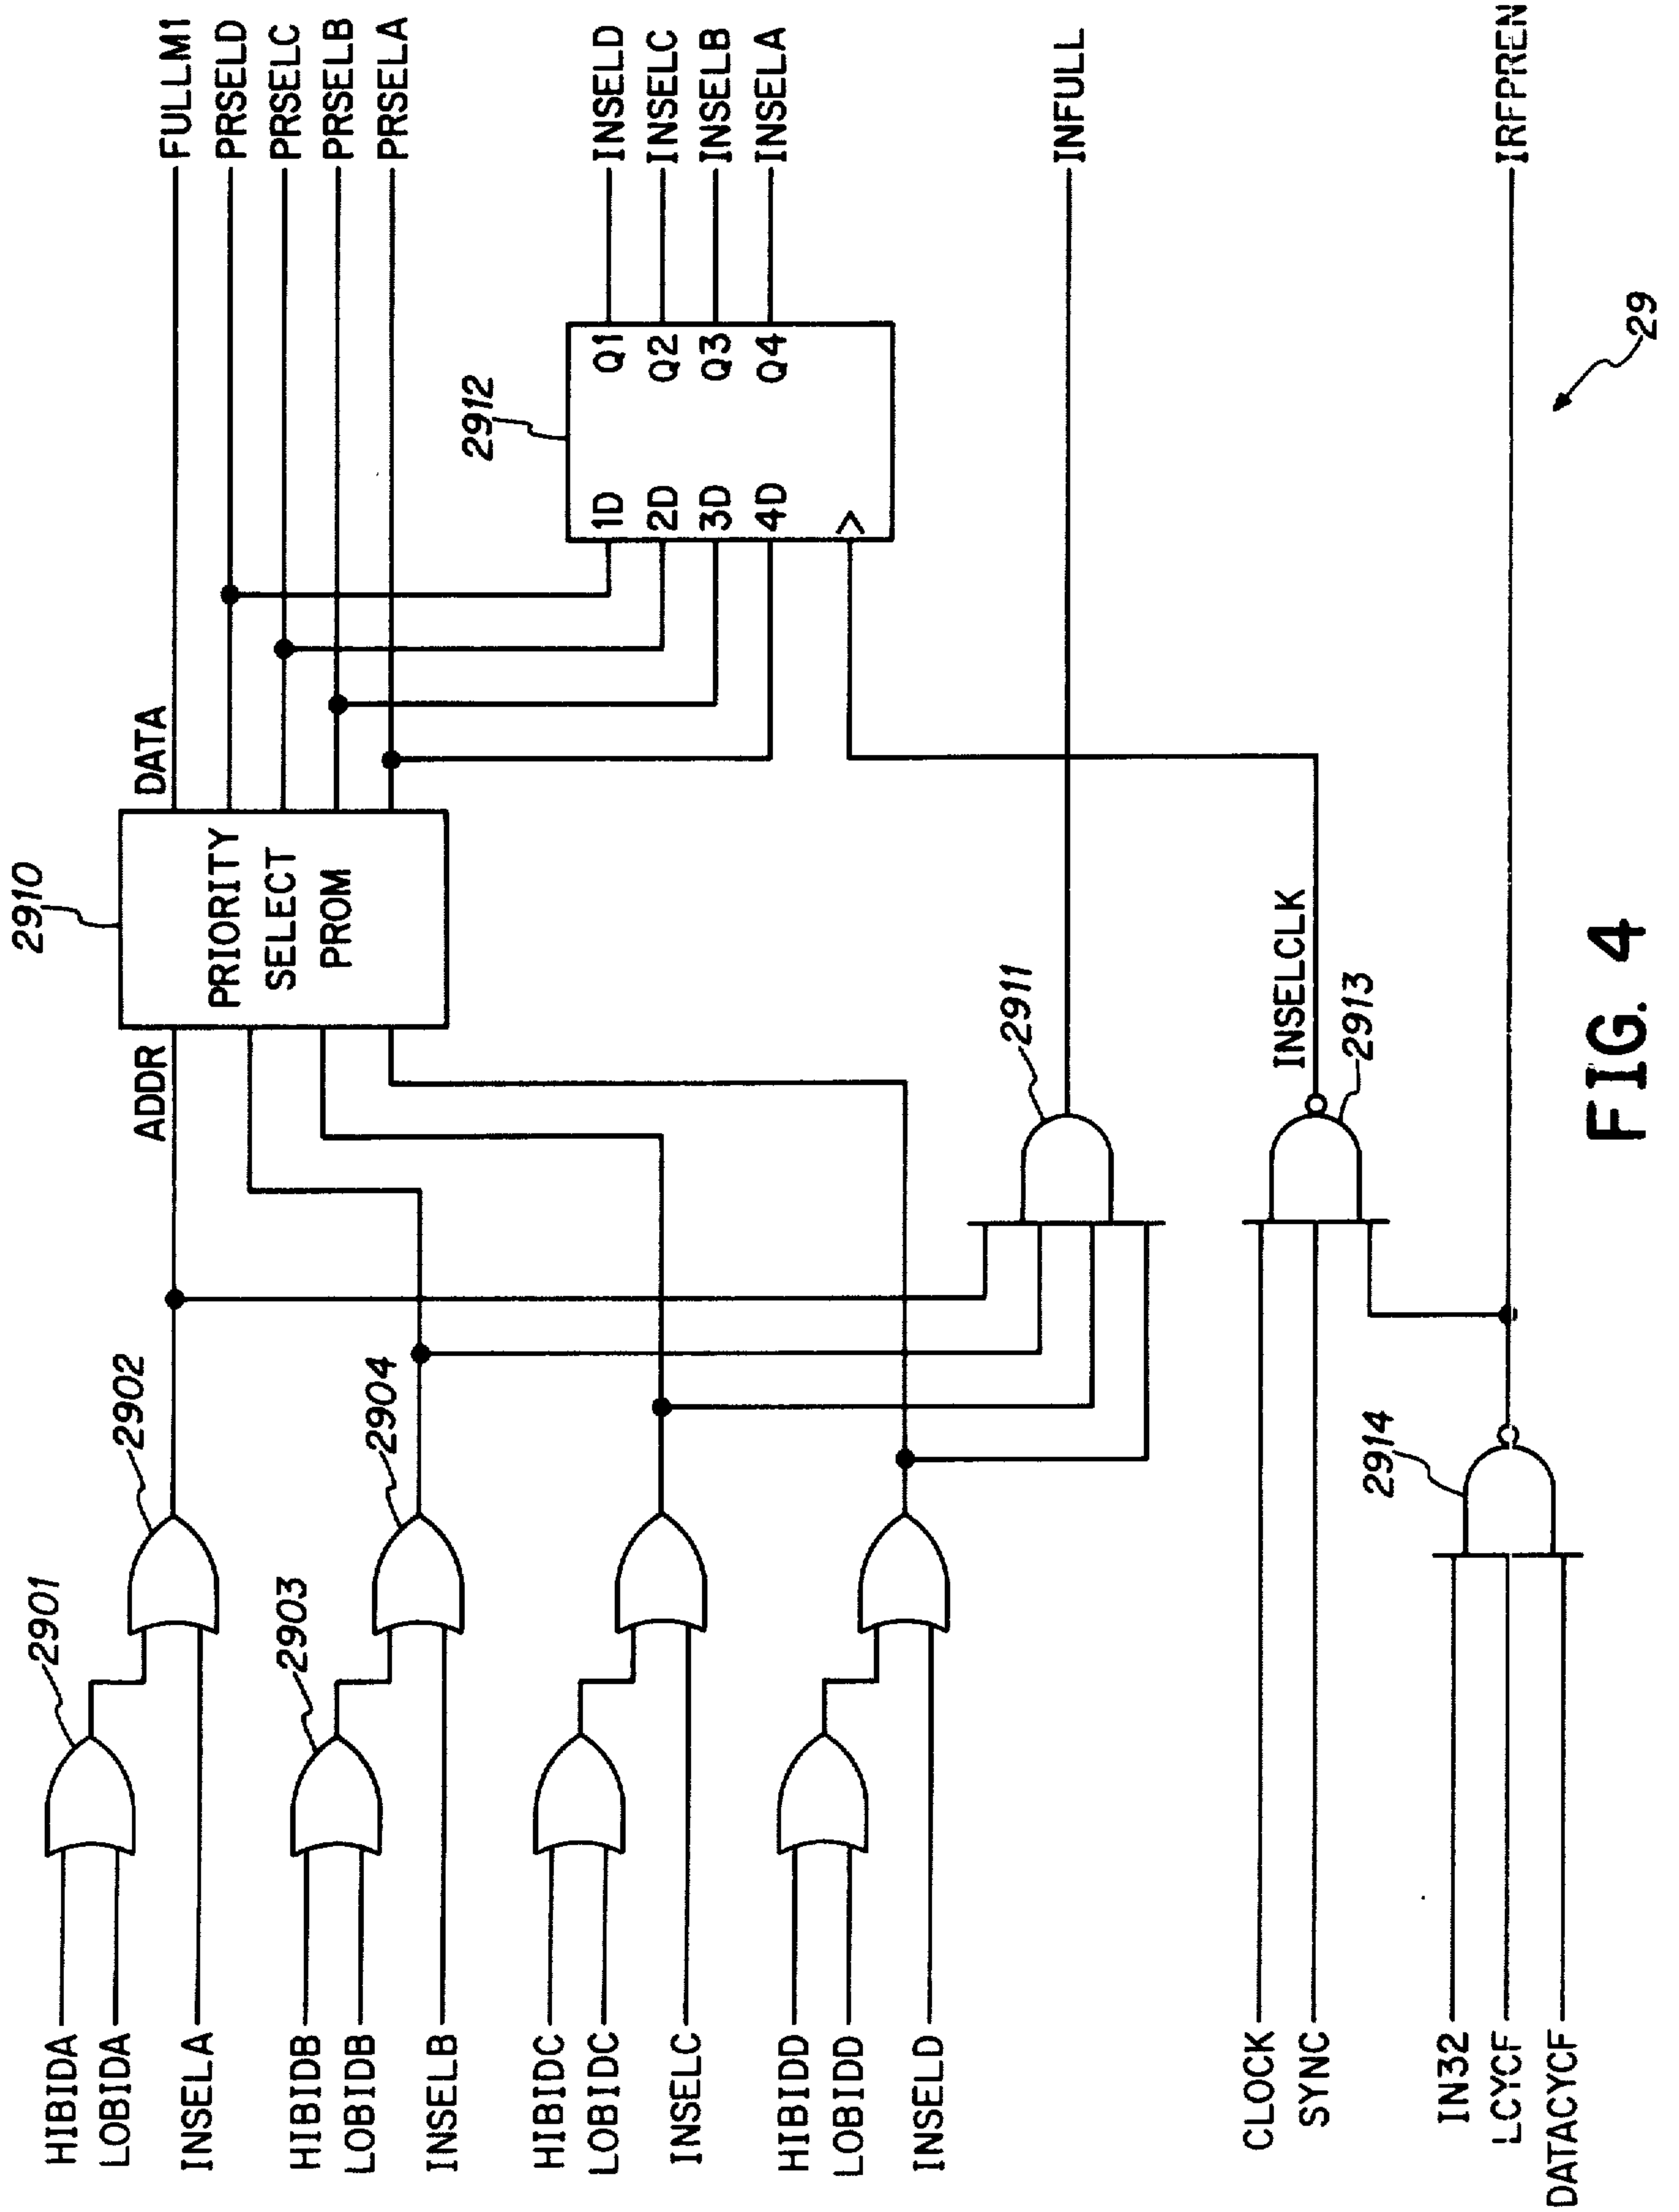 HIBIDA
LOBIDA
INSELA
HIBIDB
LOBIDB
INSELB
HIBIDC
LOBIDC
INSELC
HIBIDD
LOBIDD
INSELD
CLOCK
SYNC
IN32
LCYCF
DATACYCF
2901
2902
2903
2904
2914
ADDR
2910
PRIORITY
SELECT
PROM
DATA
2911
INSELCLK
2913
2912
1D
2D
3D
4D
Q1
Q2
Q3
Q4
FULLM1
PRSELD
PRSELC
PRSELB
PRSELA
INSELD
INSELC
INSELB
INSELA
INFULL
IRFPREN
29
FIG. 4